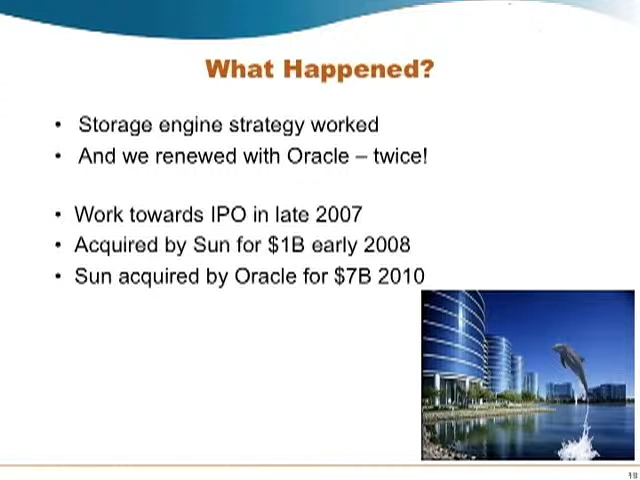 What Happened?
• Storage engine strategy worked
• And we renewed with Oracle – twice!
• Work towards IPO in late 2007
• Acquired by Sun for $1B early 2008
• Sun acquired by Oracle for $7B 2010